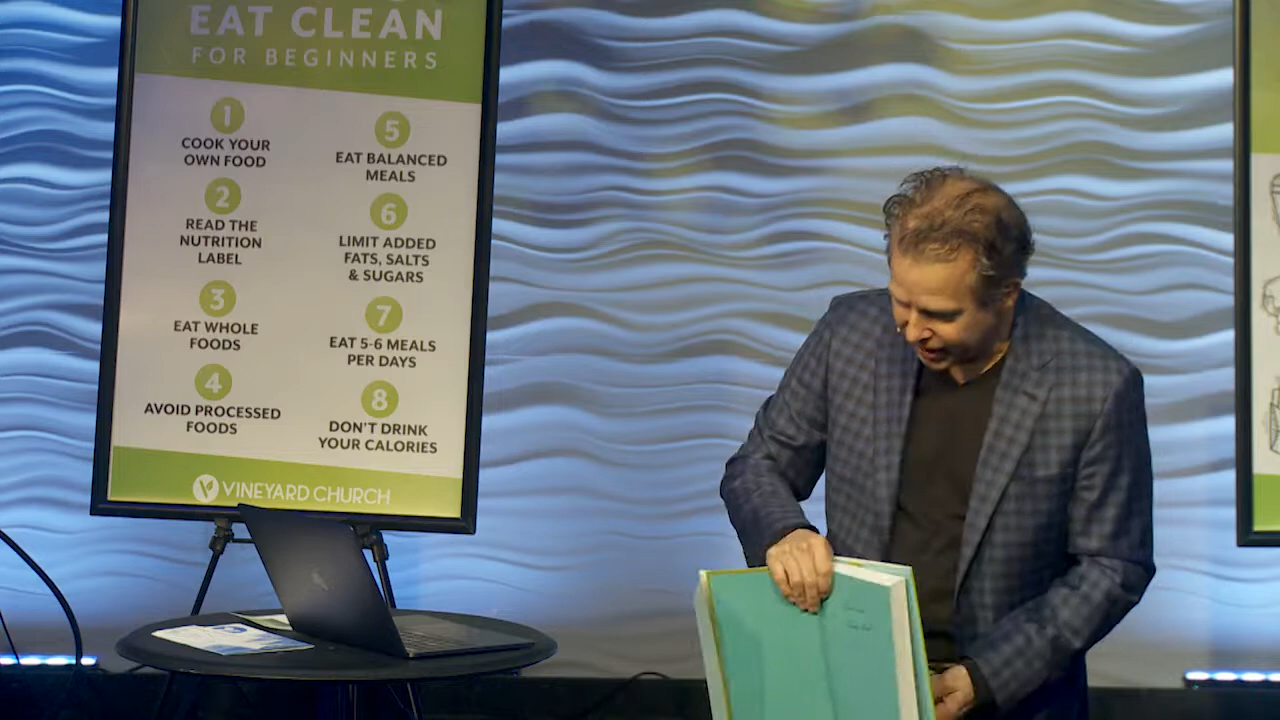 EAT CLEAN
FOR BEGINNERS
1
COOK YOUR
OWN FOOD
2
READ THE
NUTRITION
LABEL
3
EAT WHOLE
FOODS
4
AVOID PROCESSED
FOODS
5
EAT BALANCED
MEALS
6
LIMIT ADDED
FATS, SALTS
& SUGARS
7
EAT 5-6 MEALS
PER DAYS
8
DON'T DRINK
YOUR CALORIES
VINEYARD CHURCH